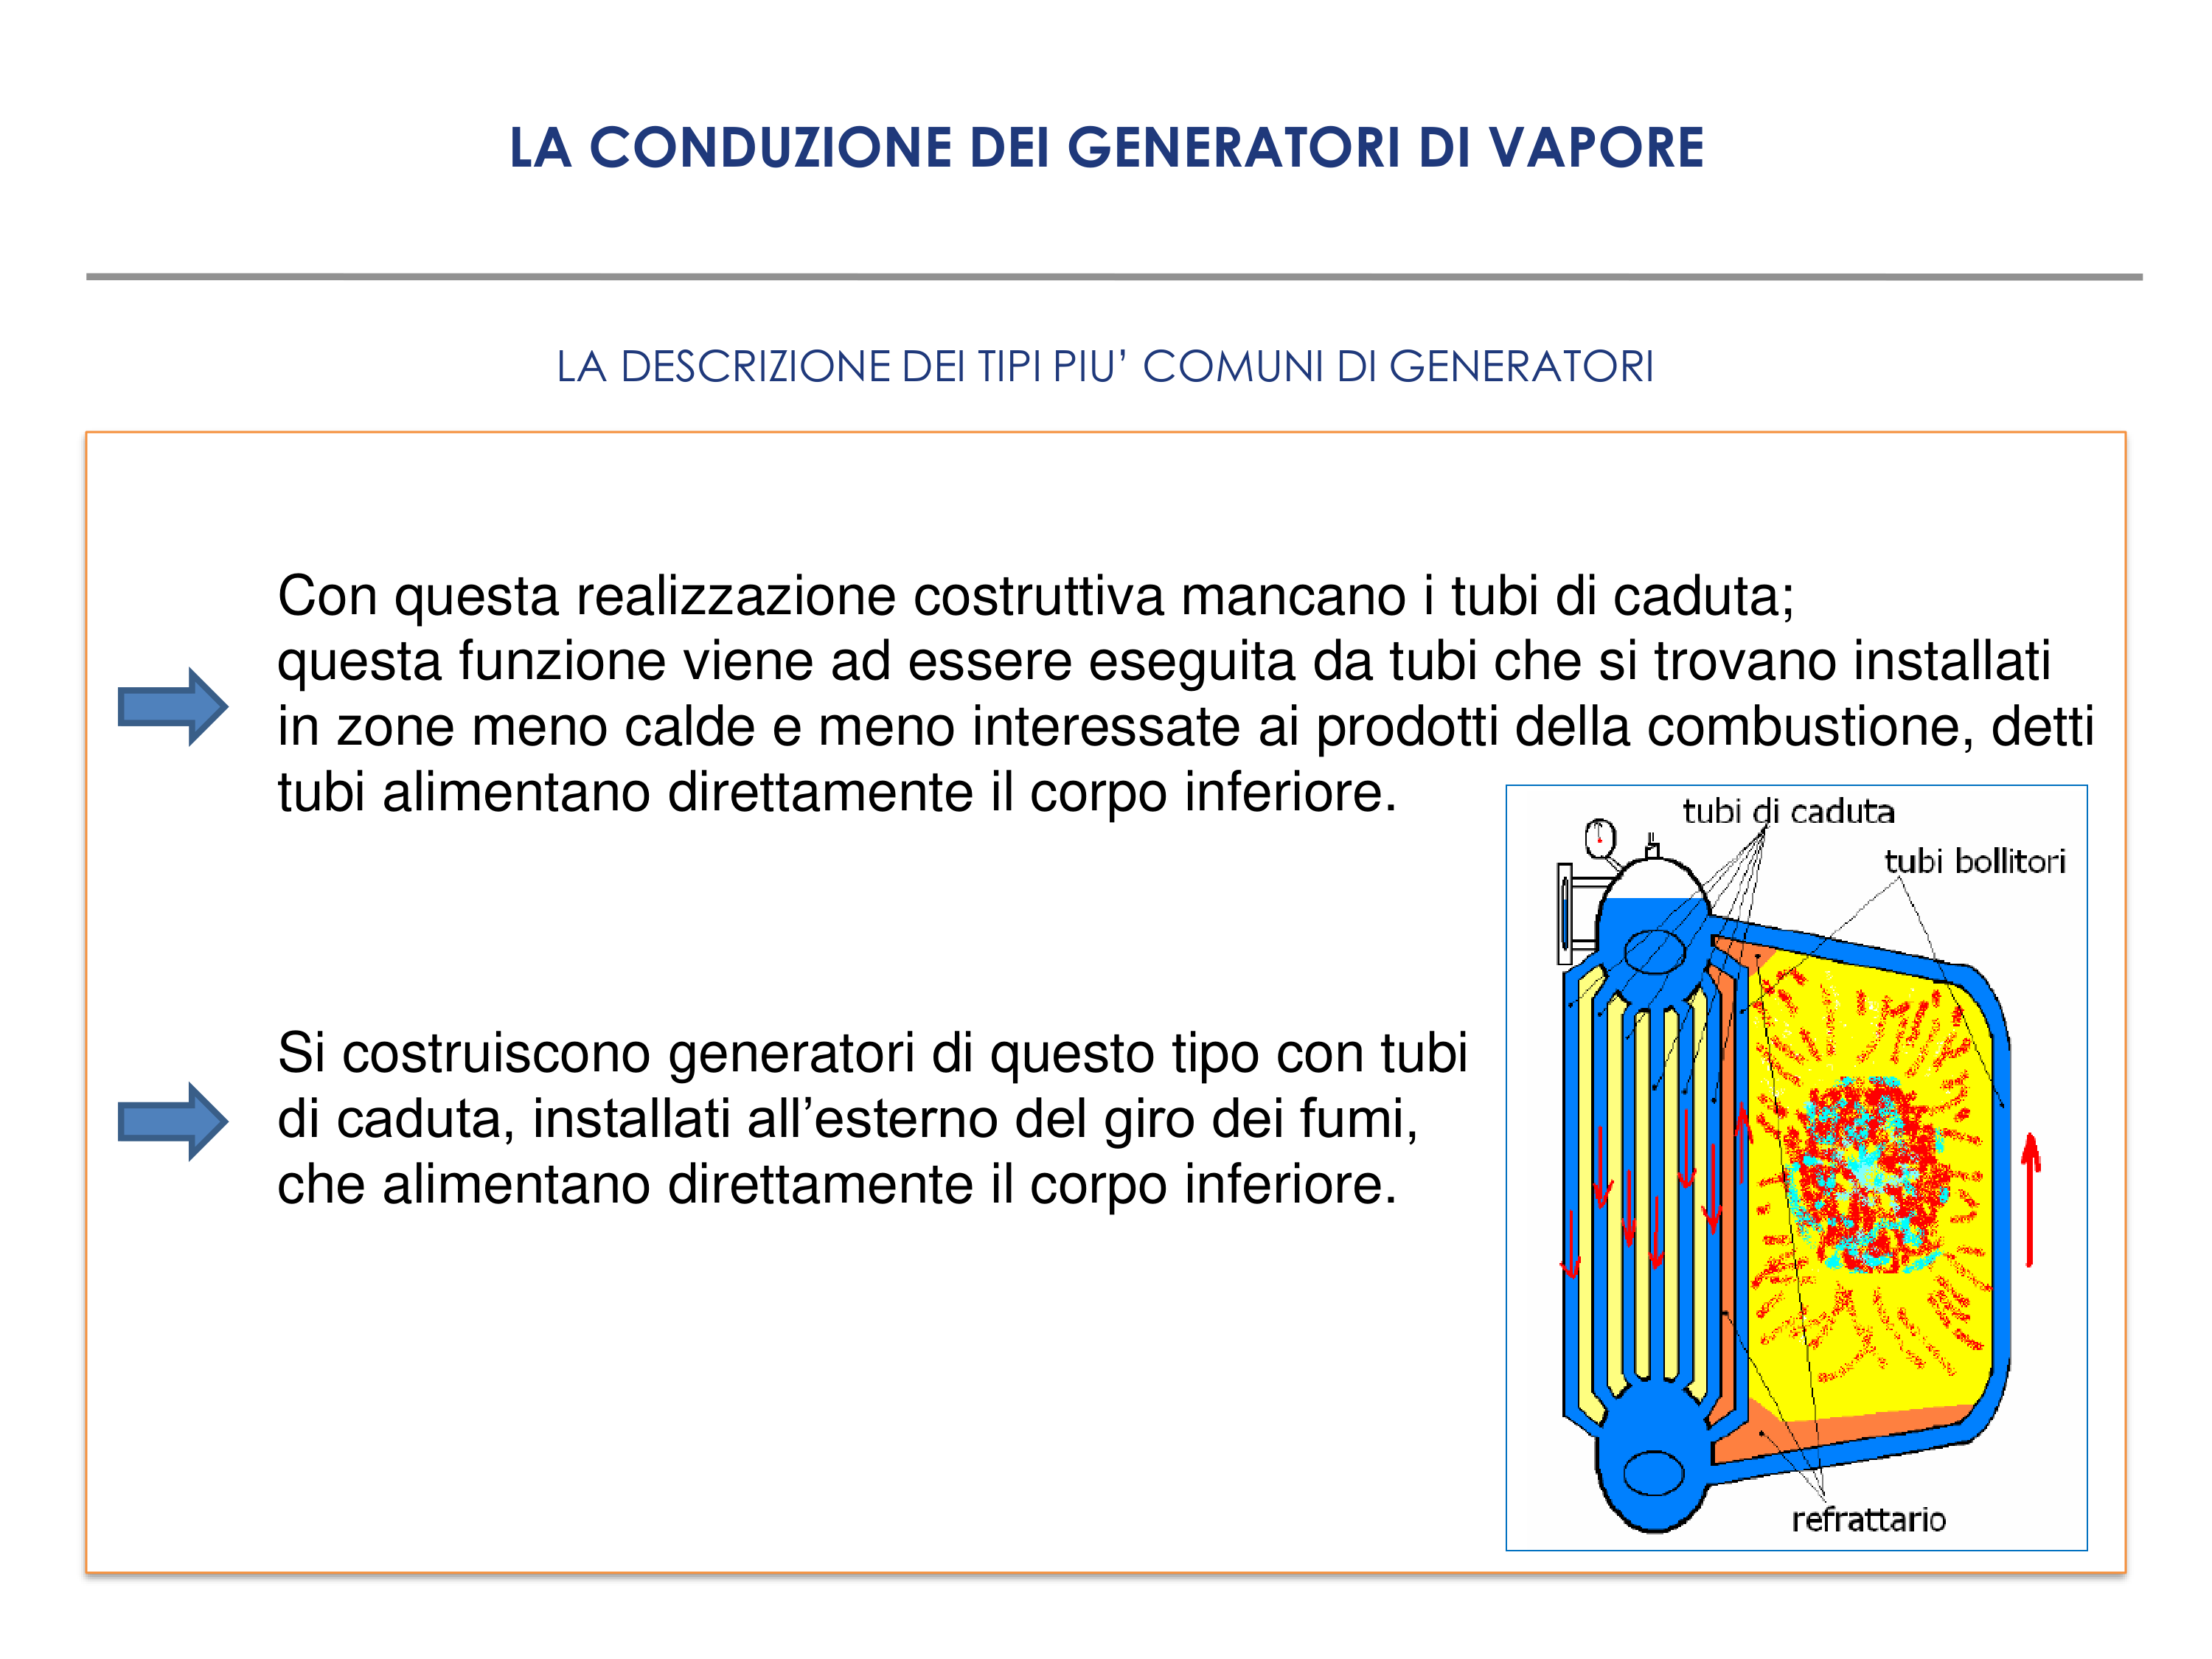 LA CONDUZIONE DEI GENERATORI DI VAPORE
LA DESCRIZIONE DEI TIPI PIU’ COMUNI DI GENERATORI
Con questa realizzazione costruttiva mancano i tubi di caduta;
questa funzione viene ad essere eseguita da tubi che si trovano installati
in zone meno calde e meno interessate ai prodotti della combustione, detti
tubi alimentano direttamente il corpo inferiore.
tubi di caduta
tubi bollitori
Si costruiscono generatori di questo tipo con tubi
di caduta, installati all’esterno del giro dei fumi,
che alimentano direttamente il corpo inferiore.
refrattario